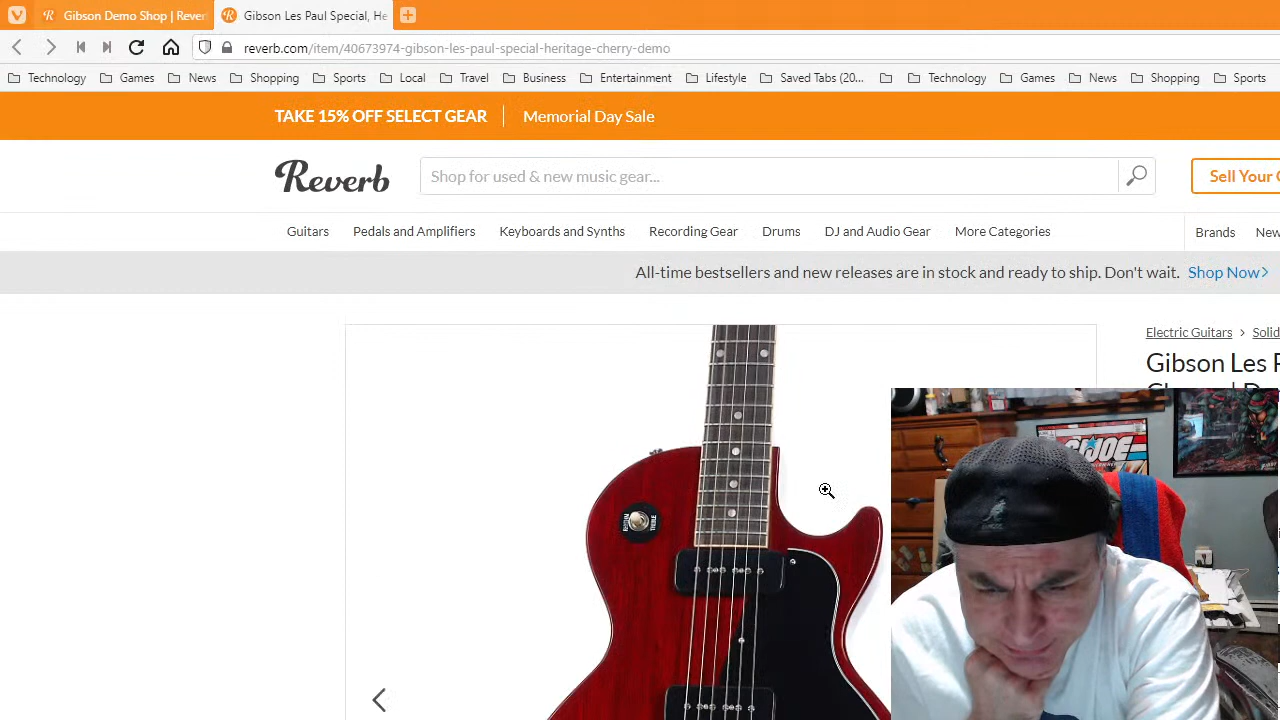 Gibson Demo Shop | Rever
Gibson Les Paul Special, He
reverb.com/item/40673974-gibson-les-paul-special-heritage-cherry-demo
Technology Games News Shopping Sports Local Travel Business Entertainment Lifestyle Saved Tabs (20... Technology Games News Shopping Sports
TAKE 15% OFF SELECT GEAR Memorial Day Sale
Reverb Shop for used & new music gear... Sell Your
Guitars Pedals and Amplifiers Keyboards and Synths Recording Gear Drums DJ and Audio Gear More Categories Brands New
All-time bestsellers and new releases are in stock and ready to ship. Don't wait. Shop Now
Electric Guitars > Solid
Gibson Les P
RHYTHM TREBLE
GI JOE